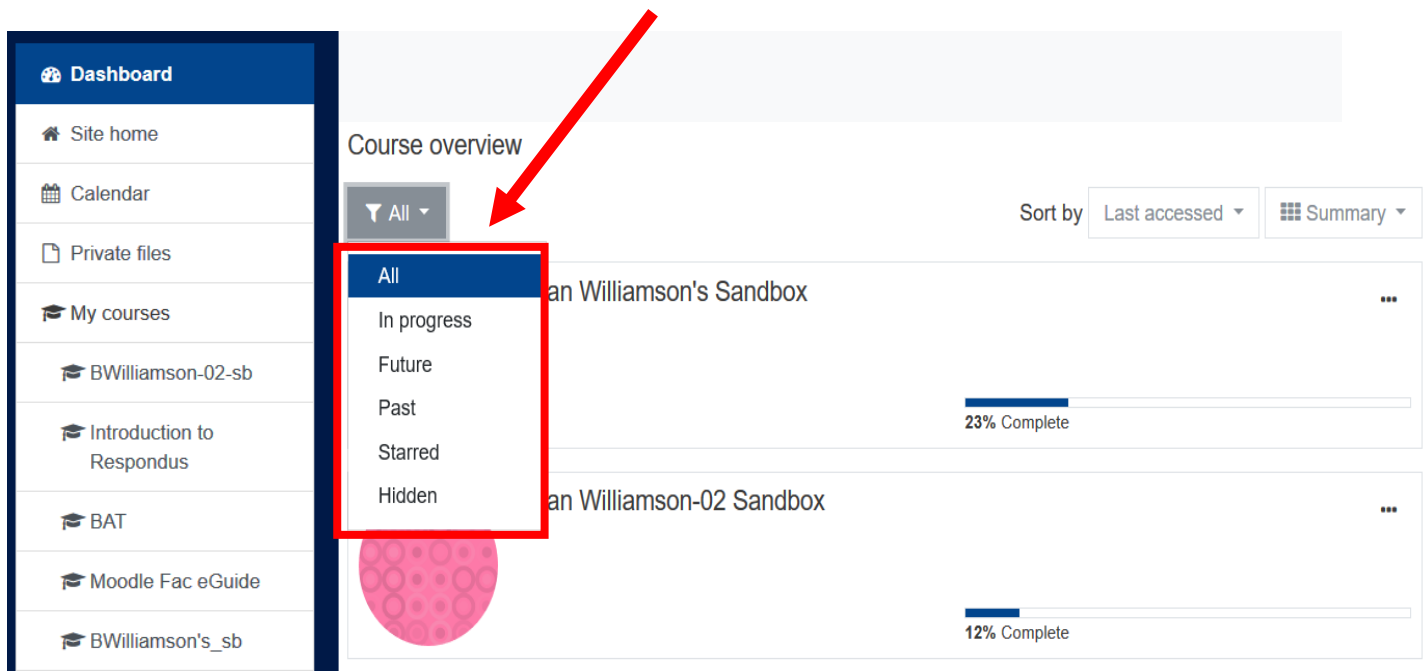 Dashboard
Site home
Calendar
Private files
My courses
BWilliamson-02-sb
Introduction to
Respondus
BAT
Moodle Fac eGuide
BWilliamson's_sb
Course overview
All
Sort by Last accessed Summary
All
In progress
Future
Past
Starred
Hidden
an Williamson's Sandbox
23% Complete
an Williamson-02 Sandbox
12% Complete